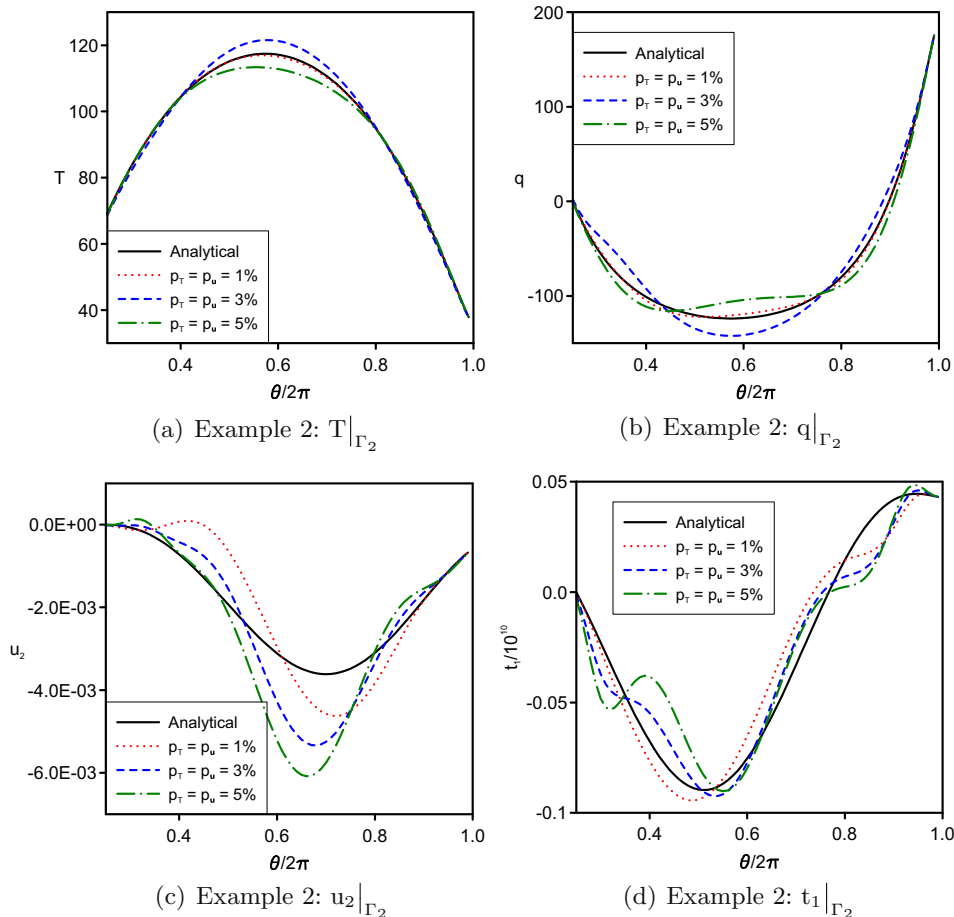 120
100
80
60
40
T
Analytical
p_T = p_u = 1%
p_T = p_u = 3%
p_T = p_u = 5%
0.4 0.6 0.8 1.0
θ/2π
(a) Example 2: T|_Γ₂
200
100
0
-100
q
Analytical
p_T = p_u = 1%
p_T = p_u = 3%
p_T = p_u = 5%
0.4 0.6 0.8 1.0
θ/2π
(b) Example 2: q|_Γ₂
0.0E+00
-2.0E-03
-4.0E-03
-6.0E-03
u₂
Analytical
p_T = p_u = 1%
p_T = p_u = 3%
p_T = p_u = 5%
0.4 0.6 0.8 1.0
θ/2π
(c) Example 2: u₂|_Γ₂
0.05
0.0
-0.05
-0.1
t₁/10¹⁰
Analytical
p_T = p_u = 1%
p_T = p_u = 3%
p_T = p_u = 5%
0.4 0.6 0.8 1.0
θ/2π
(d) Example 2: t₁|_Γ₂